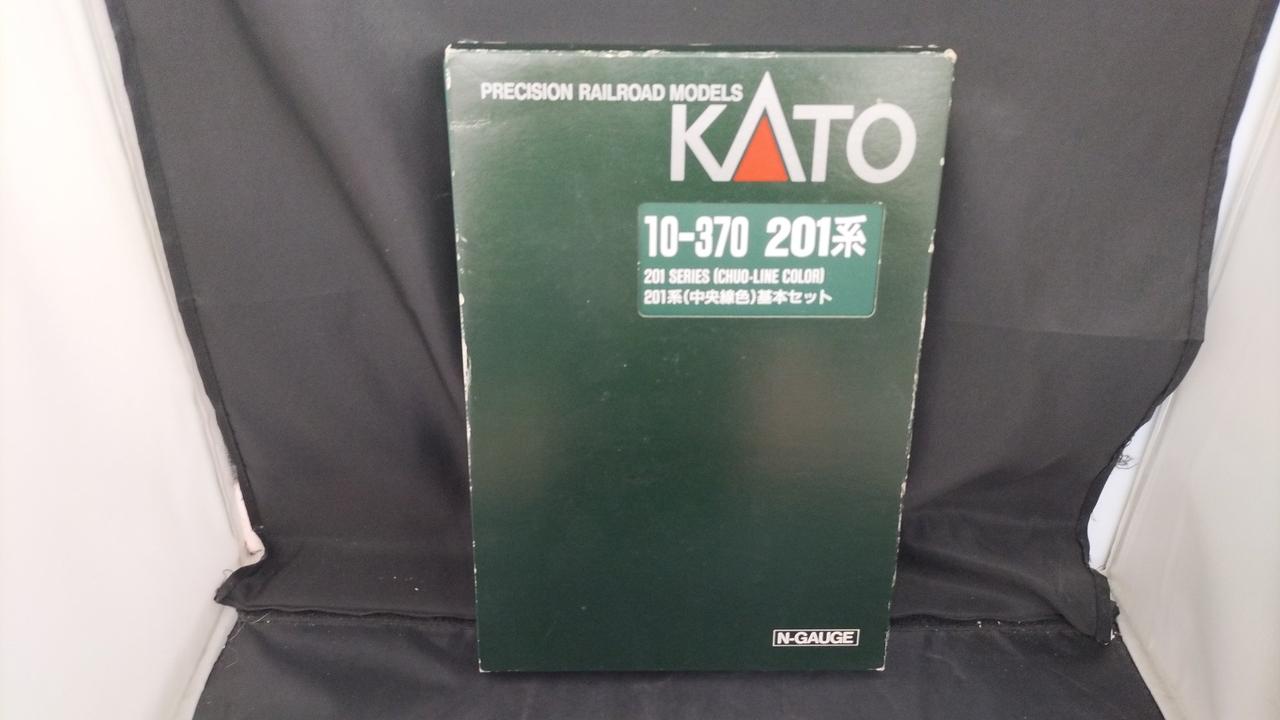 PRECISION RAILROAD MODELS
KATO
10-370 201系
201 SERIES (CHUO-LINE COLOR)
201系(中央線色)基本セット
N-GAUGE